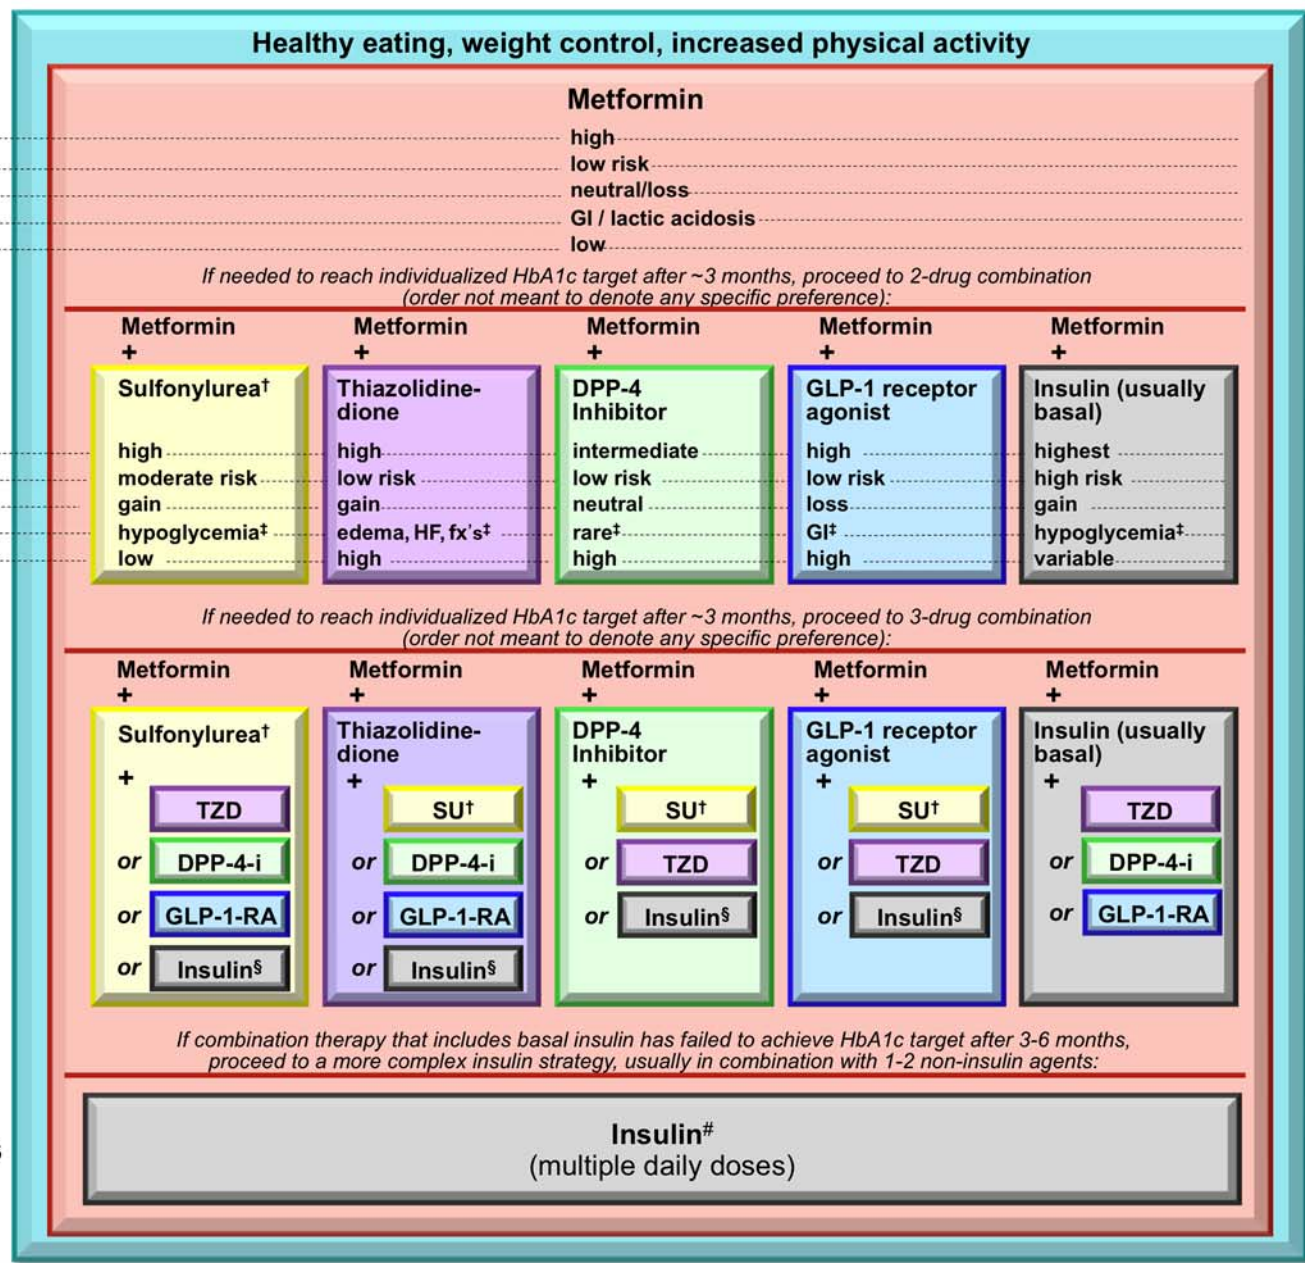 Healthy eating, weight control, increased physical activity
Metformin
high
low risk
neutral/loss
GI / lactic acidosis
low
If needed to reach individualized HbA1c target after ~3 months, proceed to 2-drug combination
(order not meant to denote any specific preference):
Metformin
+
Sulfonylurea†
high
moderate risk
gain
hypoglycemia‡
low
Metformin
+
Thiazolidine-
dione
high
low risk
gain
edema, HF, fx's‡
high
Metformin
+
DPP-4
Inhibitor
intermediate
low risk
neutral
rare‡
high
Metformin
+
GLP-1 receptor
agonist
high
low risk
loss
GI‡
high
Metformin
+
Insulin (usually
basal)
highest
high risk
gain
hypoglycemia‡
variable
If needed to reach individualized HbA1c target after ~3 months, proceed to 3-drug combination
(order not meant to denote any specific preference):
Metformin
+
Sulfonylurea†
+
TZD
or DPP-4-i
or GLP-1-RA
or Insulin§
Metformin
+
Thiazolidine-
dione
+
SU†
or DPP-4-i
or GLP-1-RA
or Insulin§
Metformin
+
DPP-4
Inhibitor
+
SU†
or TZD
or Insulin§
Metformin
+
GLP-1 receptor
agonist
+
SU†
or TZD
or Insulin§
Metformin
+
Insulin (usually
basal)
+
TZD
or DPP-4-i
or GLP-1-RA
If combination therapy that includes basal insulin has failed to achieve HbA1c target after 3-6 months,
proceed to a more complex insulin strategy, usually in combination with 1-2 non-insulin agents:
Insulin#
(multiple daily doses)